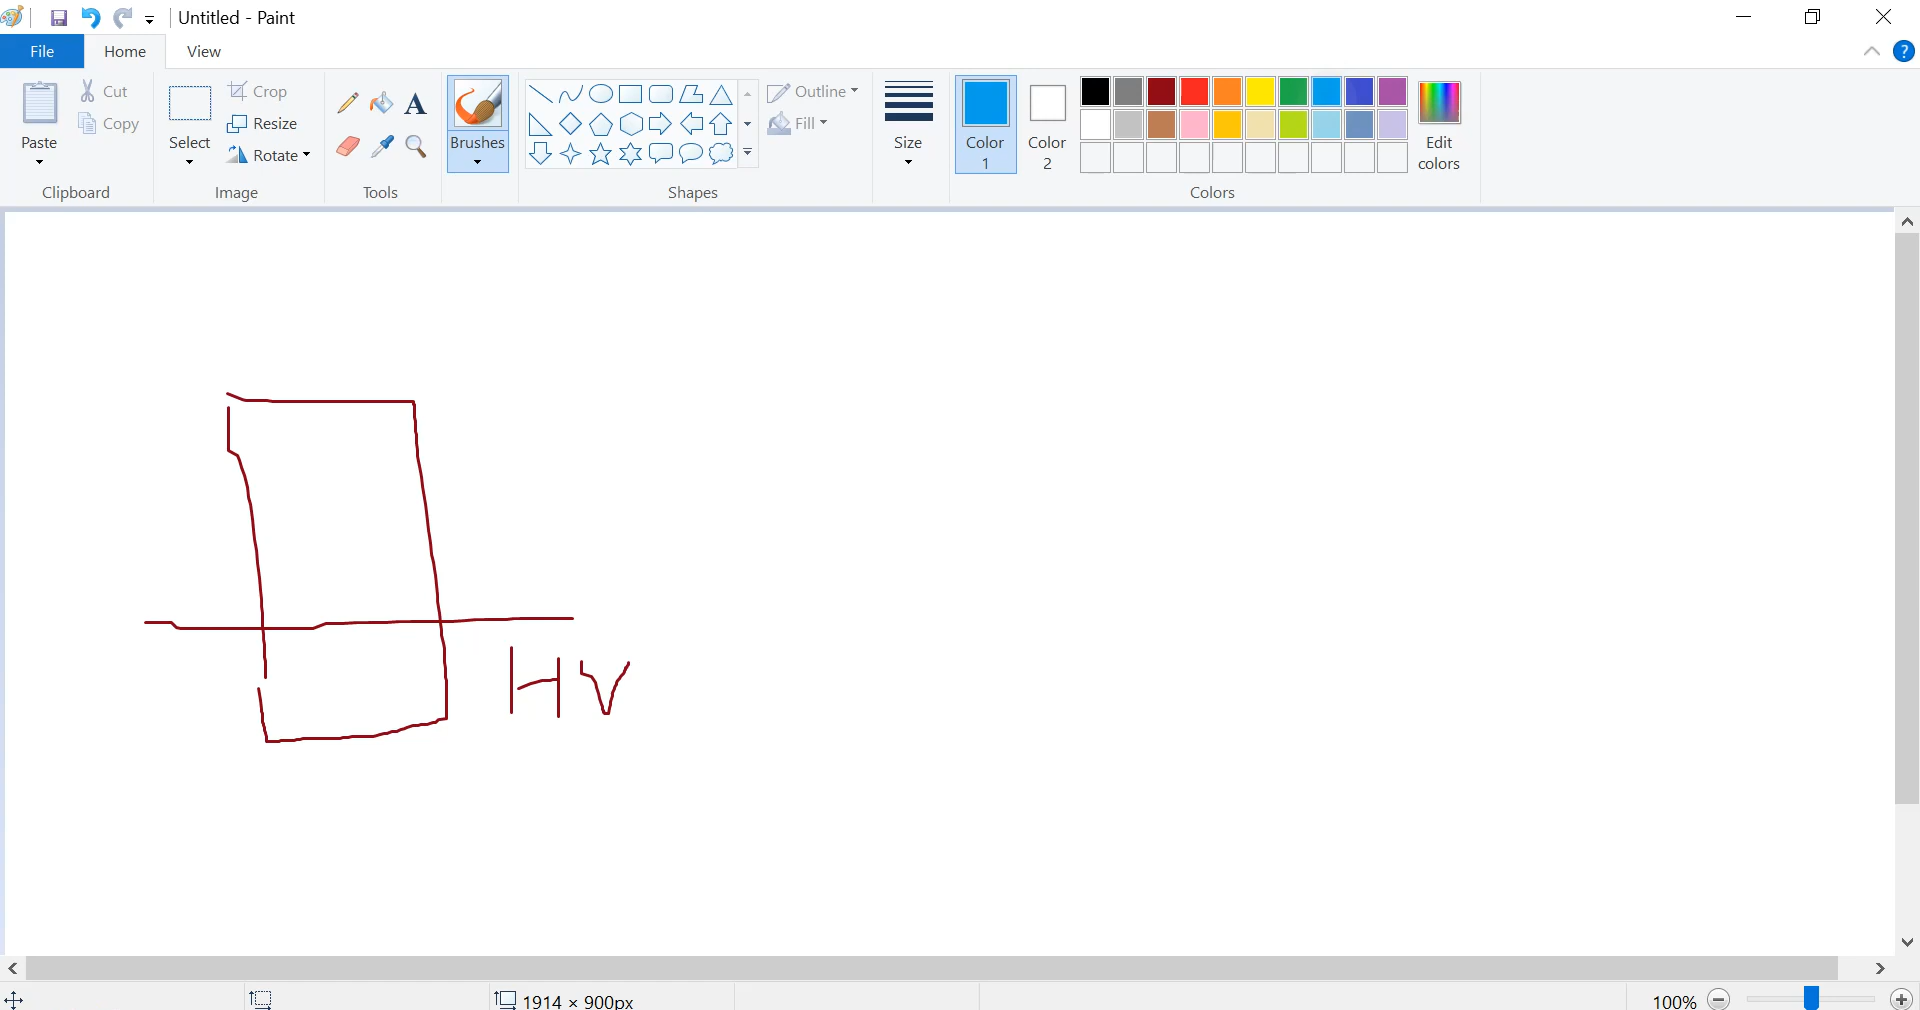 Untitled - Paint
File Home View
Paste
Cut
Copy
Clipboard
Select
Crop
Resize
Rotate
Image
A
Tools
Brushes
Shapes
Outline
Fill
Size
Color 1
Color 2
Edit colors
Colors
?
HV
1914 × 900px
100%